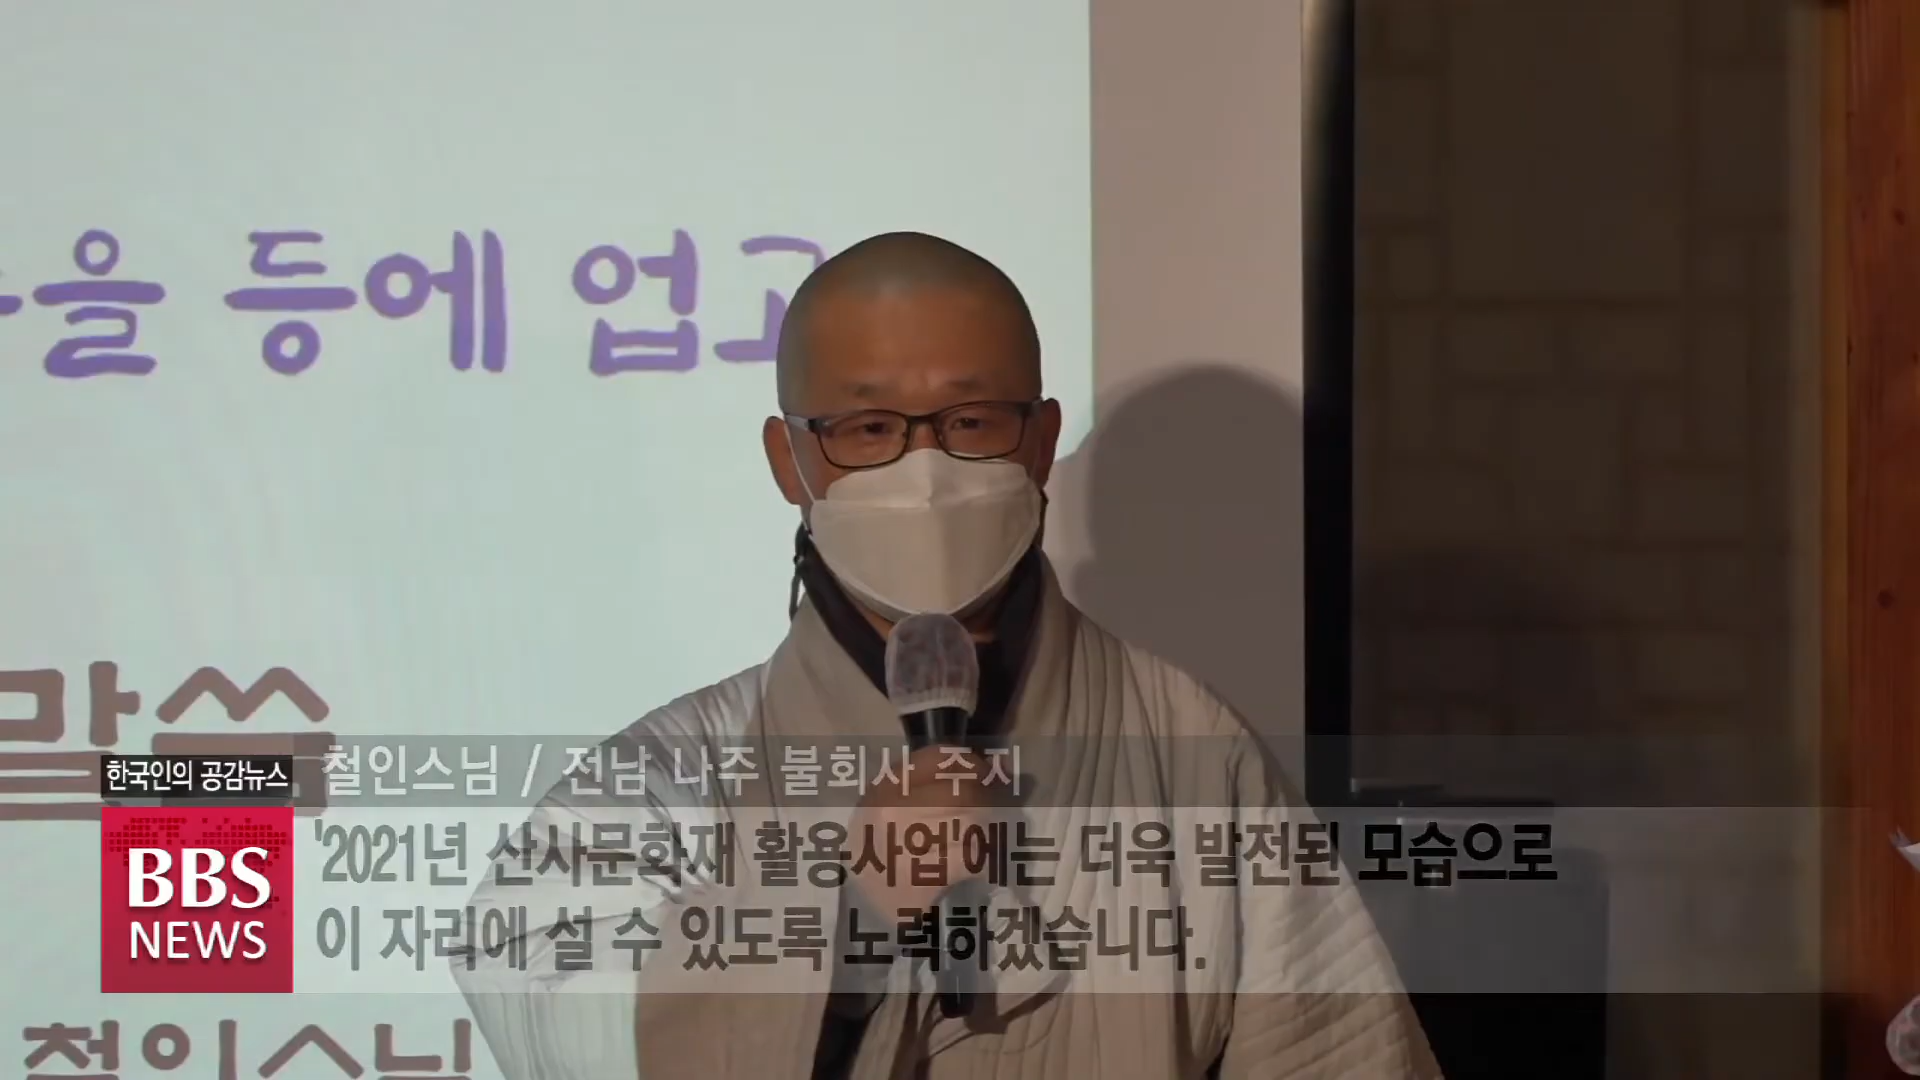 을 등에 업고
말씀
한국인의 공감뉴스
철인스님 / 전남 나주 불회사 주지
BBS
NEWS
'2021년 산사문화재 활용사업'에는 더욱 발전된 모습으로
이 자리에 설 수 있도록 노력하겠습니다.
철인스님